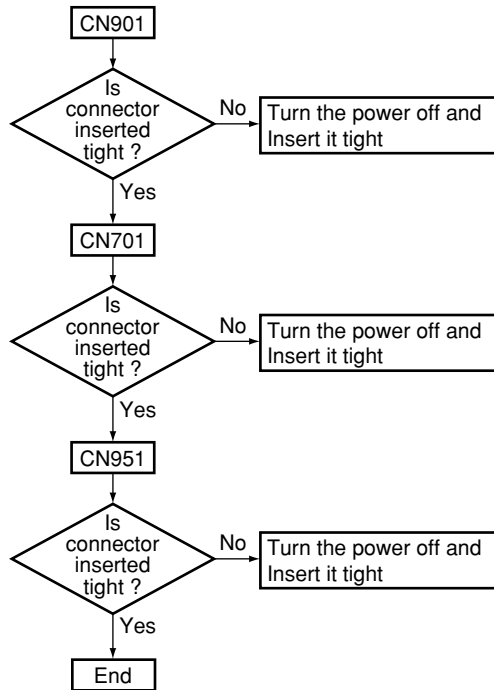 CN901
Is
connector
inserted
tight ?
No
Turn the power off and
Insert it tight
Yes
CN701
Is
connector
inserted
tight ?
No
Turn the power off and
Insert it tight
Yes
CN951
Is
connector
inserted
tight ?
No
Turn the power off and
Insert it tight
Yes
End